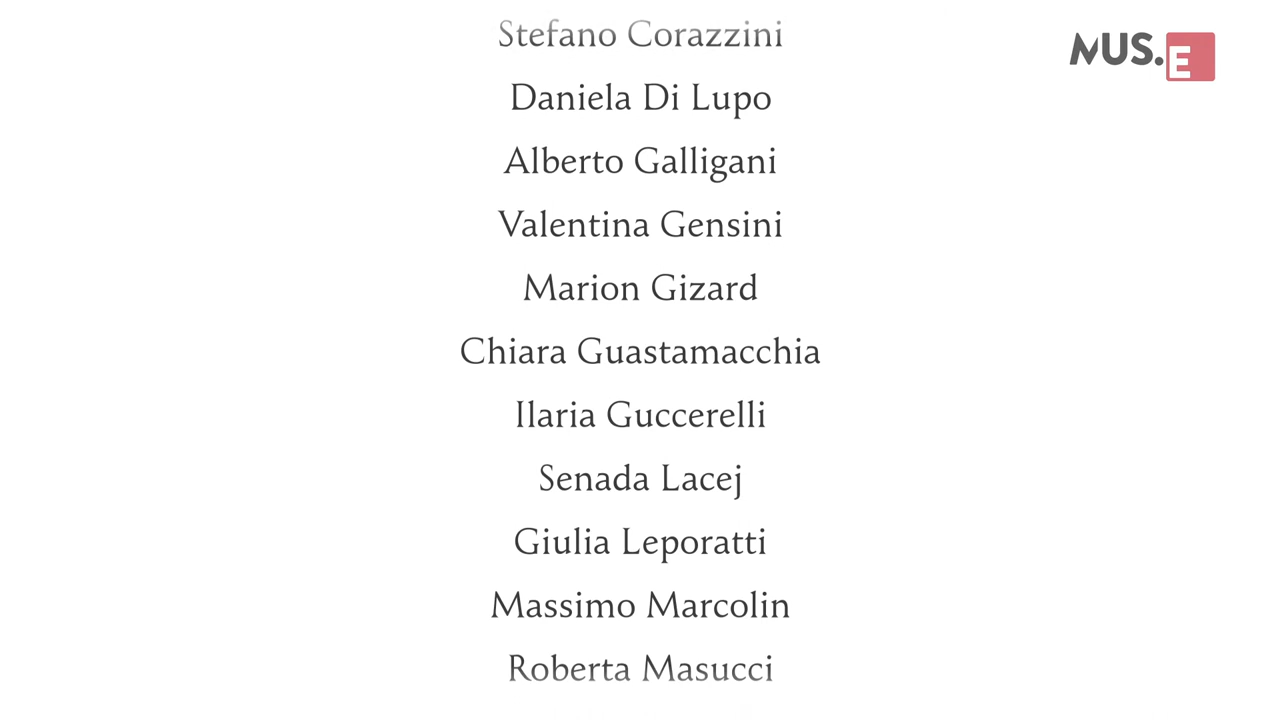 Stefano Corazzini
MUS.E
Daniela Di Lupo
Alberto Galligani
Valentina Gensini
Marion Gizard
Chiara Guastamacchia
Ilaria Guccerelli
Senada Lacej
Giulia Leporatti
Massimo Marcolin
Roberta Masucci